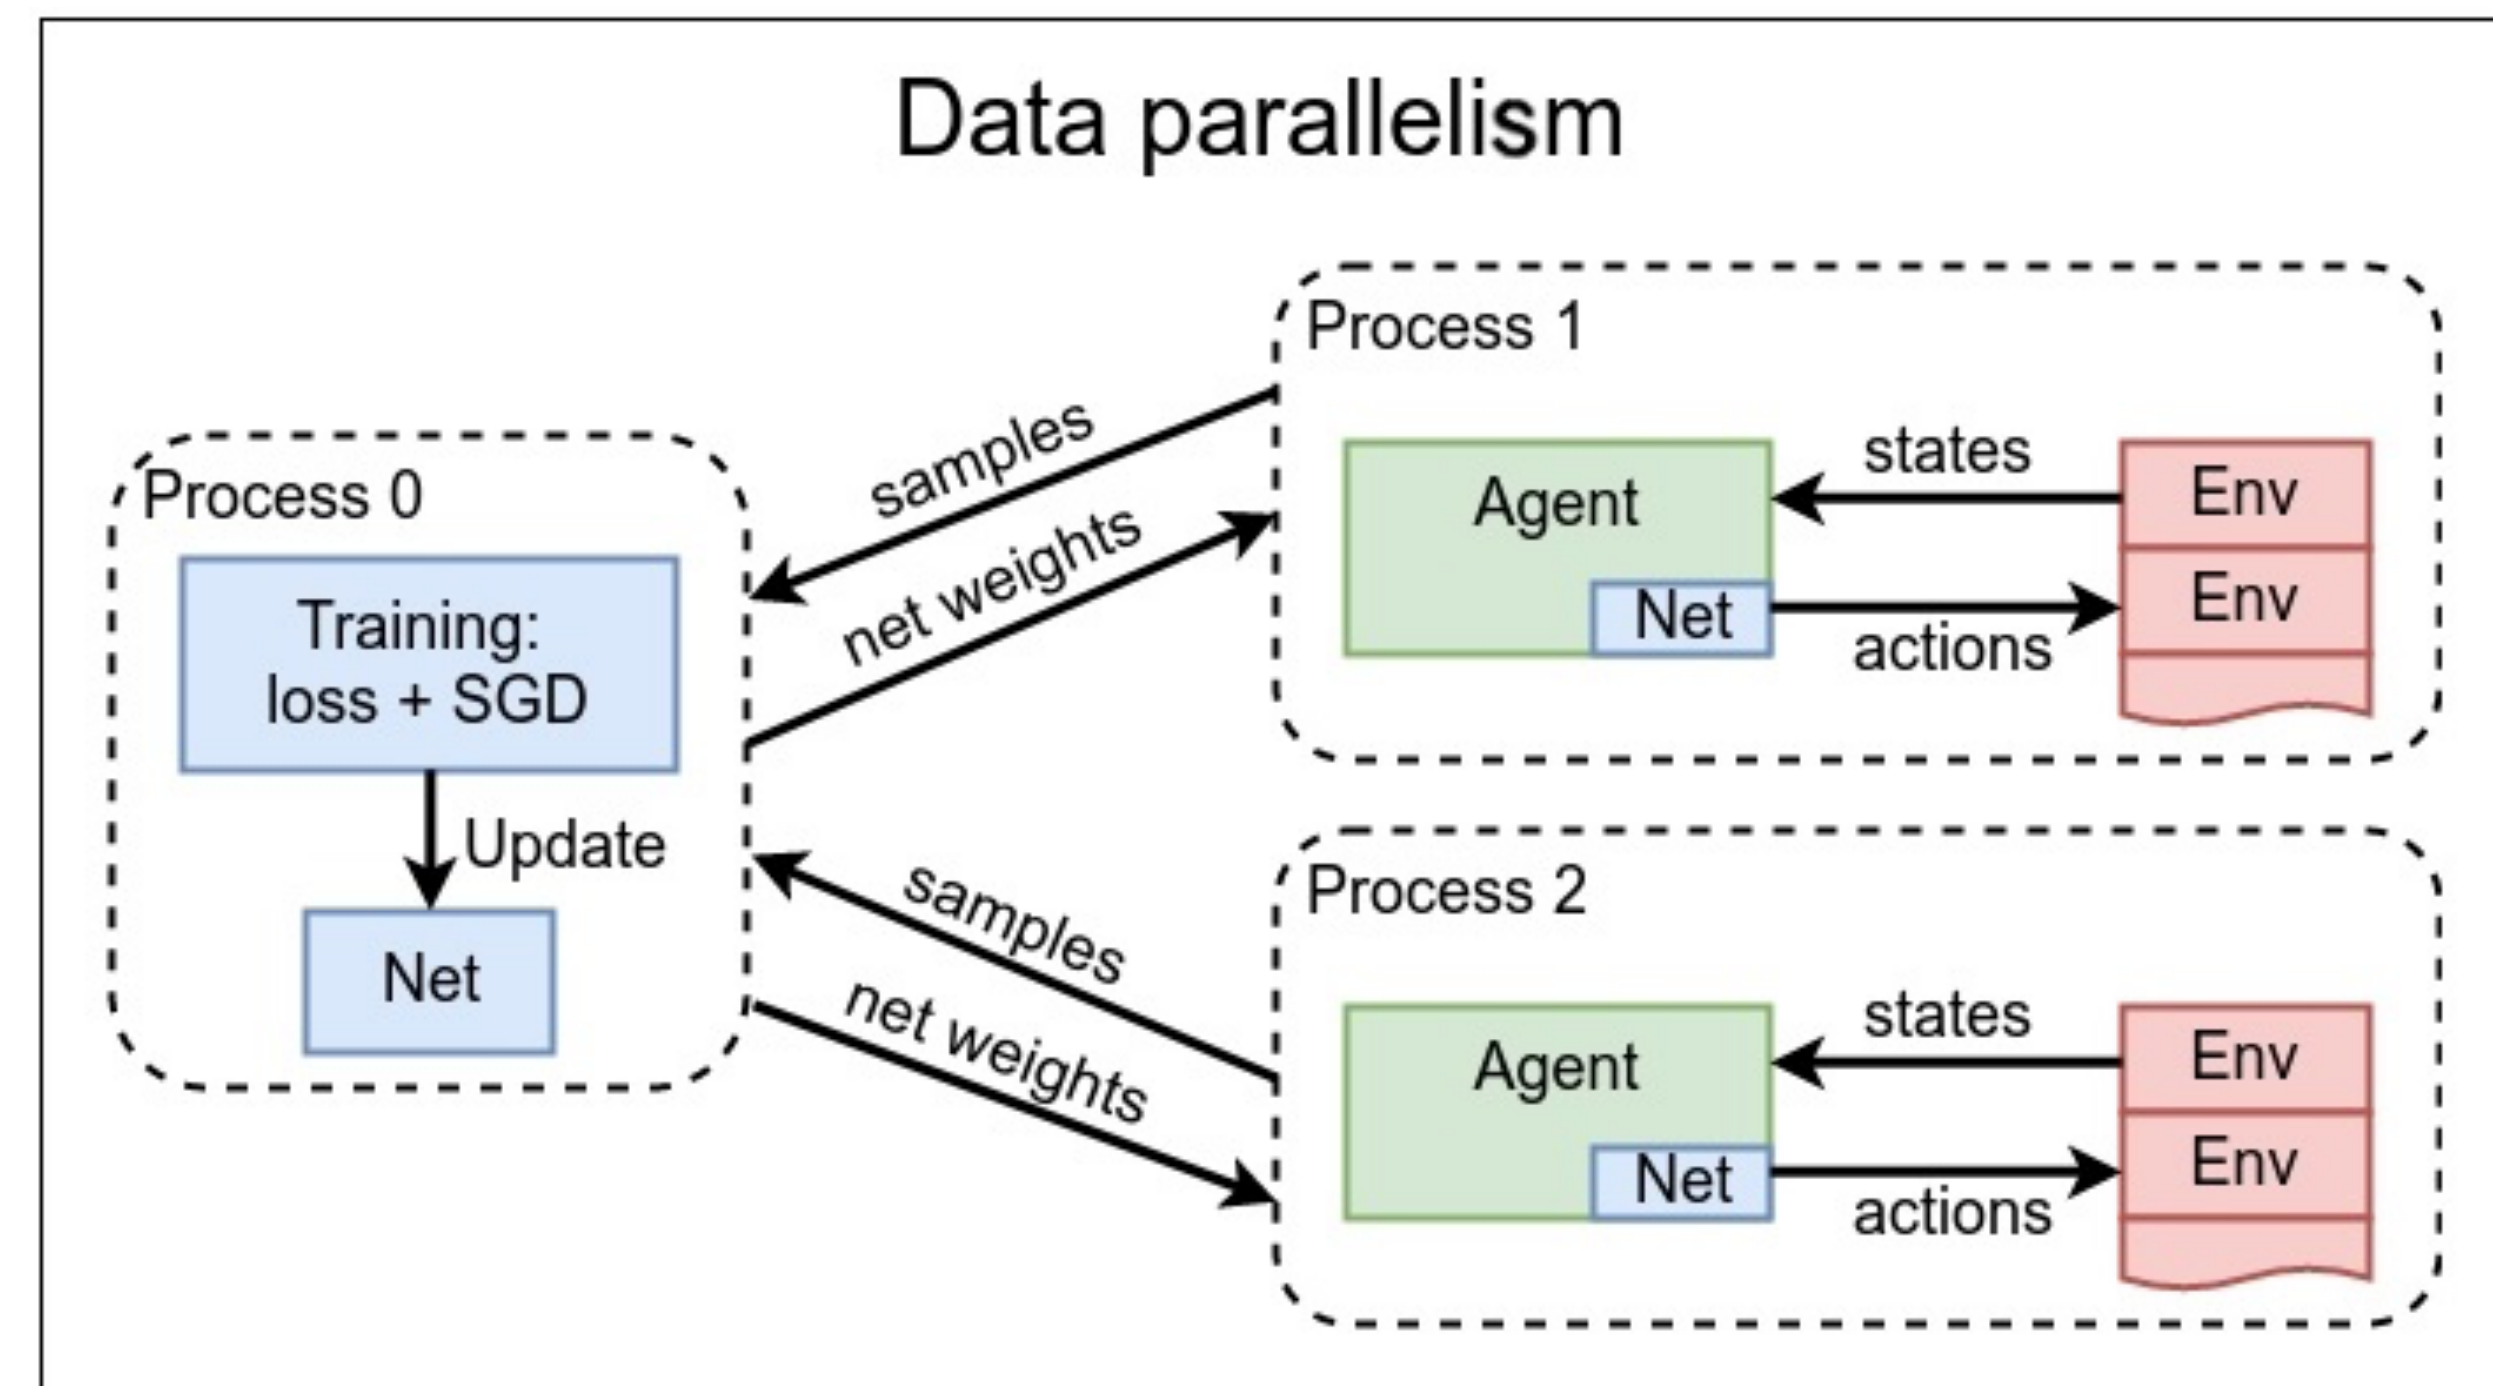 Data parallelism
Process 0
Training:
loss + SGD
Update
Net
samples
net weights
samples
net weights
Process 1
Agent
Net
states
actions
Env
Env
Process 2
Agent
Net
states
actions
Env
Env